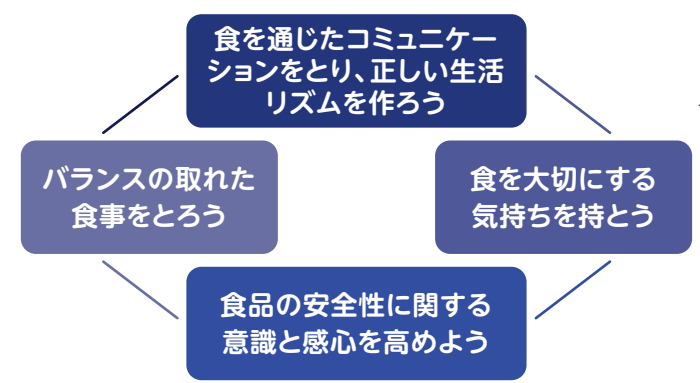 食を通じたコミュニケー
ションをとり、正しい生活
リズムを作ろう
バランスの取れた
食事をとろう
食を大切にする
気持ちを持とう
食品の安全性に関する
意識と感心を高めよう